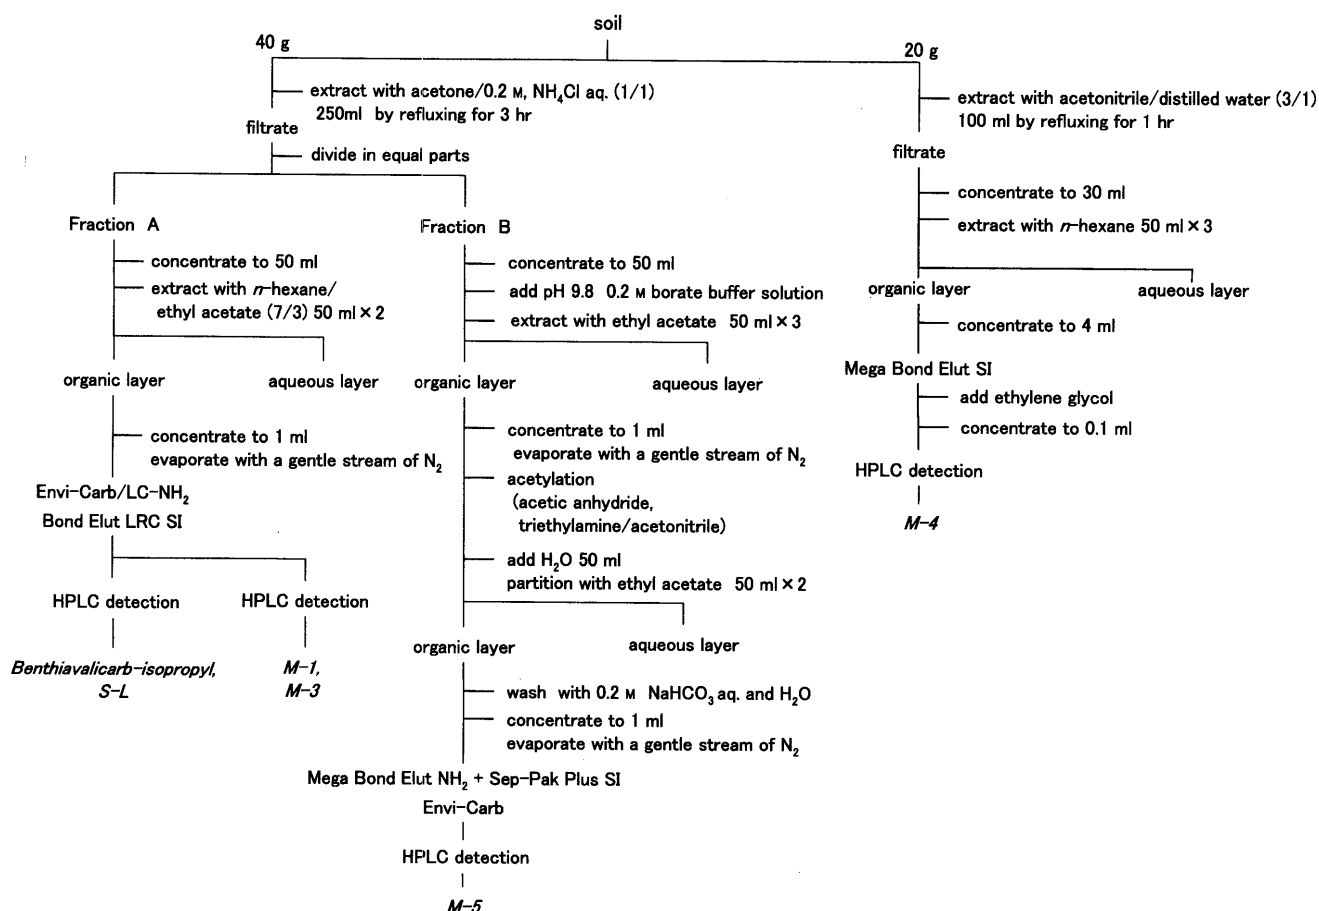 soil
40 g
extract with acetone/0.2 M, NH₄Cl aq. (1/1)
250ml by refluxing for 3 hr
filtrate
divide in equal parts
Fraction A
concentrate to 50 ml
extract with n-hexane/
ethyl acetate (7/3) 50 ml × 2
organic layer
aqueous layer
concentrate to 1 ml
evaporate with a gentle stream of N₂
Envi-Carb/LC-NH₂
Bond Elut LRC SI
HPLC detection
Benthiavalicarb-isopropyl,
S-L
HPLC detection
M-1,
M-3
Fraction B
concentrate to 50 ml
add pH 9.8 0.2 M borate buffer solution
extract with ethyl acetate 50 ml × 3
organic layer
aqueous layer
concentrate to 1 ml
evaporate with a gentle stream of N₂
acetylation
(acetic anhydride,
triethylamine/acetonitrile)
add H₂O 50 ml
partition with ethyl acetate 50 ml × 2
organic layer
aqueous layer
wash with 0.2 M NaHCO₃ aq. and H₂O
concentrate to 1 ml
evaporate with a gentle stream of N₂
Mega Bond Elut NH₂ + Sep-Pak Plus SI
Envi-Carb
HPLC detection
M-5
20 g
extract with acetonitrile/distilled water (3/1)
100 ml by refluxing for 1 hr
filtrate
concentrate to 30 ml
extract with n-hexane 50 ml × 3
organic layer
aqueous layer
concentrate to 4 ml
Mega Bond Elut SI
add ethylene glycol
concentrate to 0.1 ml
HPLC detection
M-4